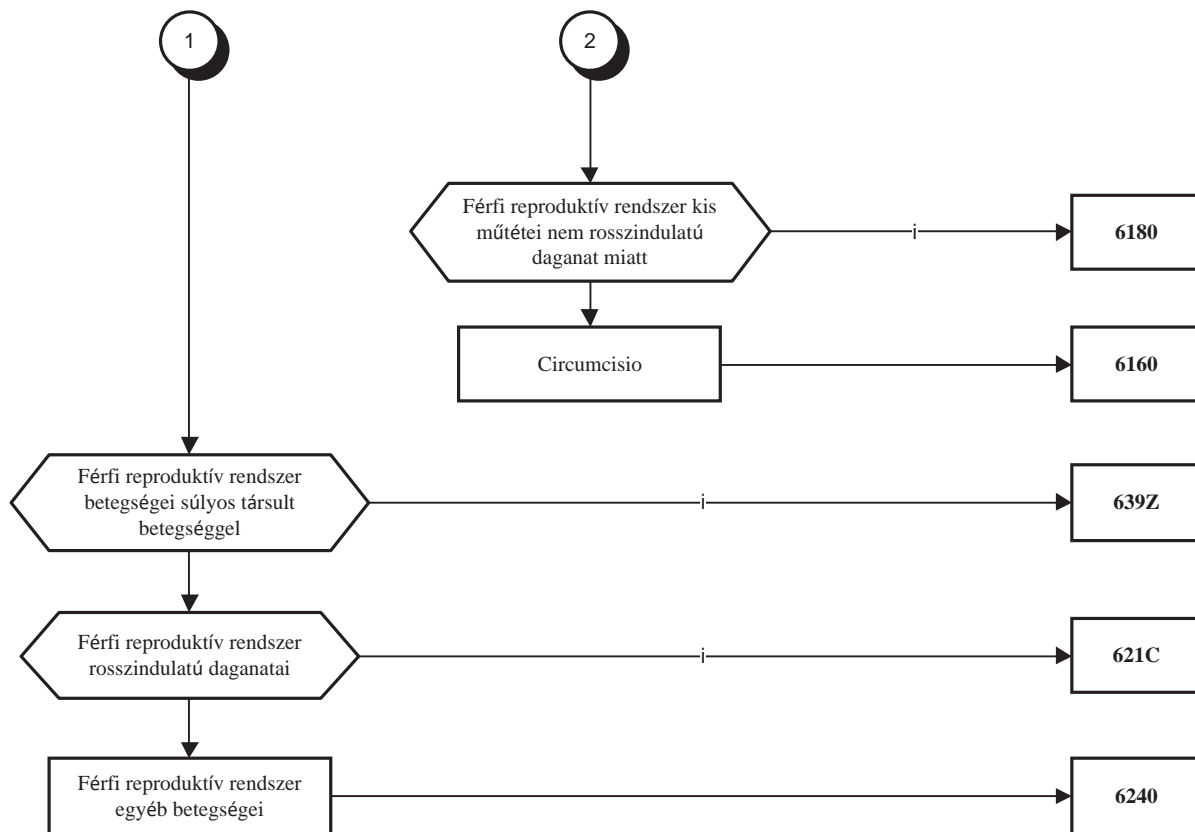 1
2
Férfi reproduktív rendszer kis
műtétei nem rosszindulatú
daganat miatt
i
6180
Circumcisio
6160
Férfi reproduktív rendszer
betegségei súlyos társult
betegséggel
i
639Z
Férfi reproduktív rendszer
rosszindulatú daganatai
i
621C
Férfi reproduktív rendszer
egyéb betegségei
6240